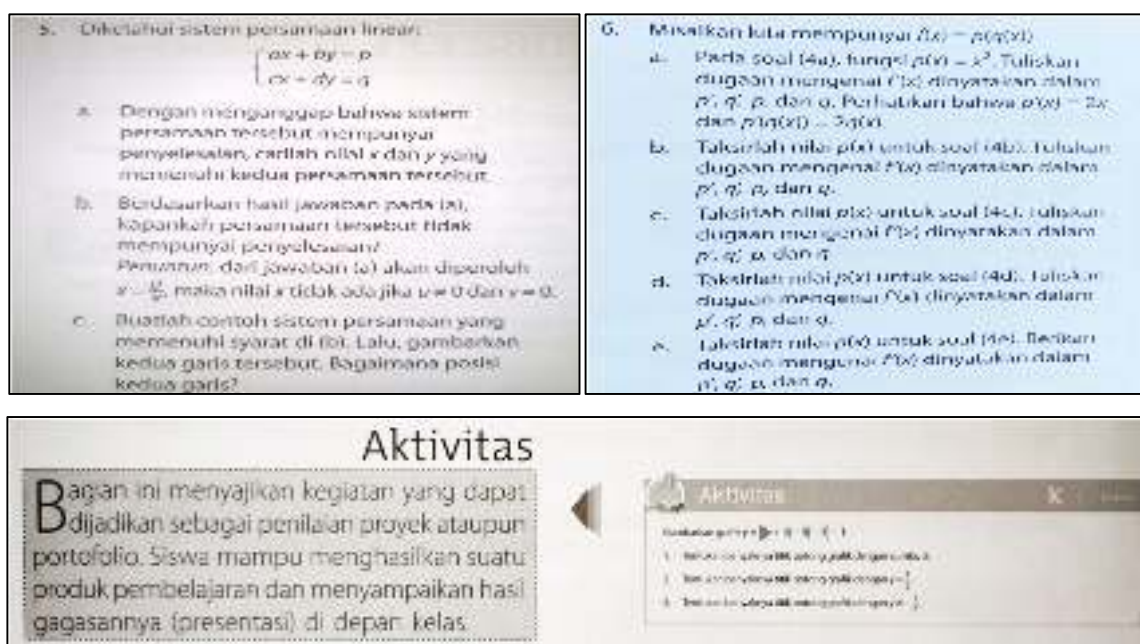 5. Diketahui sistem persamaan linear:
ax + by = p
cx + dy = q
a. Dengan menganggap bahwa sistem
persamaan tersebut mempunyai
penyelesaian, carilah nilai x dan y yang
memenuhi kedua persamaan tersebut.
b. Berdasarkan hasil jawaban pada (a),
kapankah persamaan tersebut tidak
mempunyai penyelesaian?
Petunjuk: dari jawaban (a) akan diperoleh
maka nilai x tidak ada jika u ≠ 0 dan v = 0.
c. Buatlah contoh sistem persamaan yang
memenuhi syarat di (b). Lalu, gambarkan
kedua garis tersebut. Bagaimana posisi
kedua garis?
6. Misalkan kita mempunyai f(x) = p(q(x))
a. Pada soal (4a), fungsi p(x) = x². Tuliskan
dugaan mengenai f'(x) dinyatakan dalam
p', q', p, dan q. Perhatikan bahwa p'(x) = 2x
dan p'(q(x)) = 2q(x).
b. Taksirlah nilai p(x) untuk soal (4b). Tuliskan
dugaan mengenai f'(x) dinyatakan dalam
p', q', p, dan q.
c. Taksirlah nilai p(x) untuk soal (4c). Tuliskan
dugaan mengenai f'(x) dinyatakan dalam
p', q', p, dan q.
d. Taksirlah nilai p(x) untuk soal (4d). Tuliskan
dugaan mengenai f'(x) dinyatakan dalam
p', q', p, dan q.
e. Taksirlah nilai p(x) untuk soal (4e). Berikan
dugaan mengenai f'(x) dinyatakan dalam
p', q', p, dan q.
Aktivitas
Bagian ini menyajikan kegiatan yang dapat
dijadikan sebagai penilaian proyek ataupun
portofolio. Siswa mampu menghasilkan suatu
produk pembelajaran dan menyampaikan hasil
gagasannya (presentasi) di depan kelas.
Aktivitas